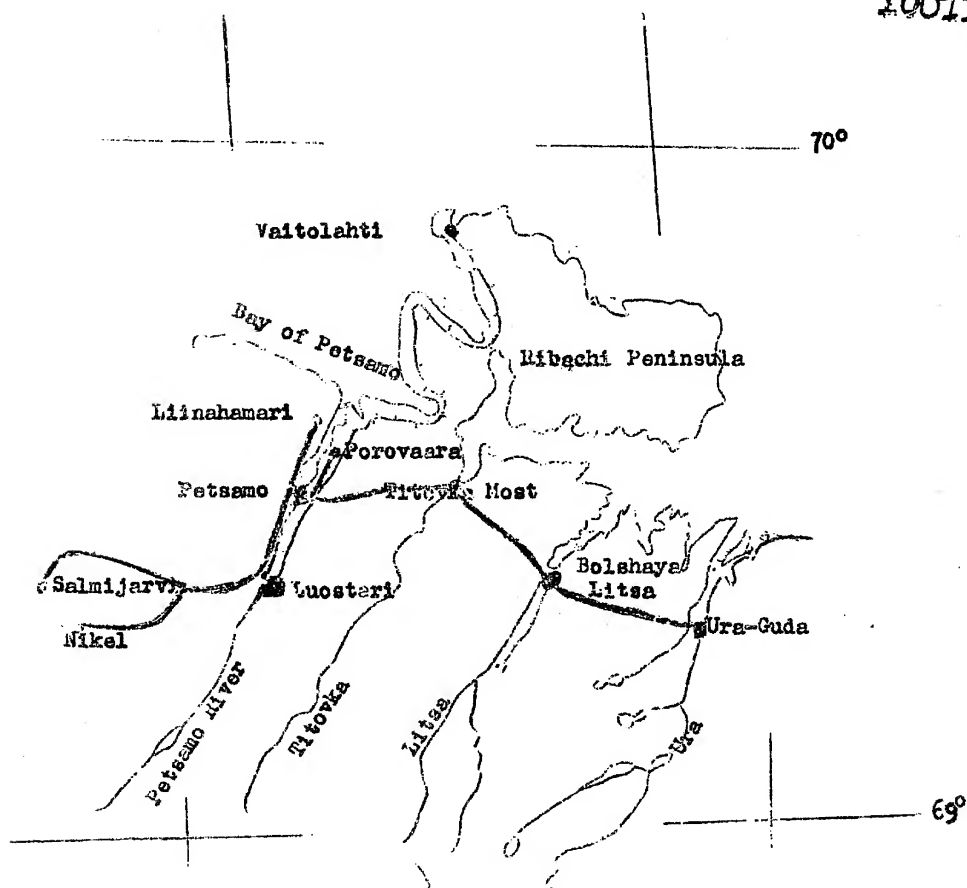 70°
Vaitolahti
Bay of Petsamo
Ribachi Peninsula
Liinahamari
Porovaara
Petsamo
Titovka Most
Bolshaya
Litsa
Salmijarvi
Luostari
Nikel
Ura-Guda
Petsamo River
Titovka
Litsa
Ura
69°